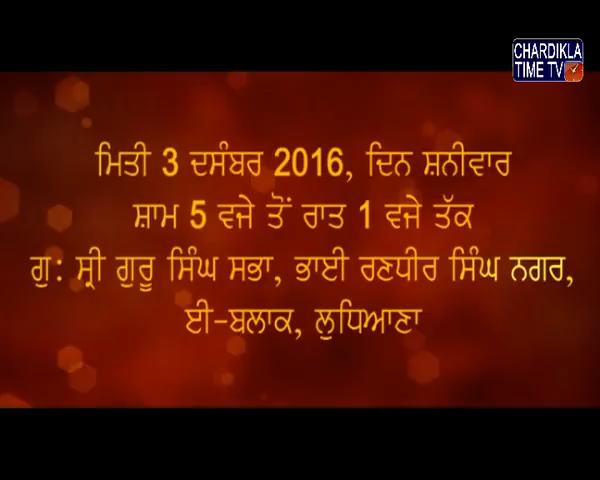 CHARDIKLA
TIME TV
ਮਿਤੀ 3 ਦਸੰਬਰ 2016, ਦਿਨ ਸ਼ਨੀਵਾਰ
ਸ਼ਾਮ 5 ਵਜੇ ਤੋਂ ਰਾਤ 1 ਵਜੇ ਤੱਕ
ਗੁ: ਸ੍ਰੀ ਗੁਰੂ ਸਿੰਘ ਸਭਾ, ਭਾਈ ਰਣਧੀਰ ਸਿੰਘ ਨਗਰ,
ਈ-ਬਲਾਕ, ਲੁਧਿਆਣਾ